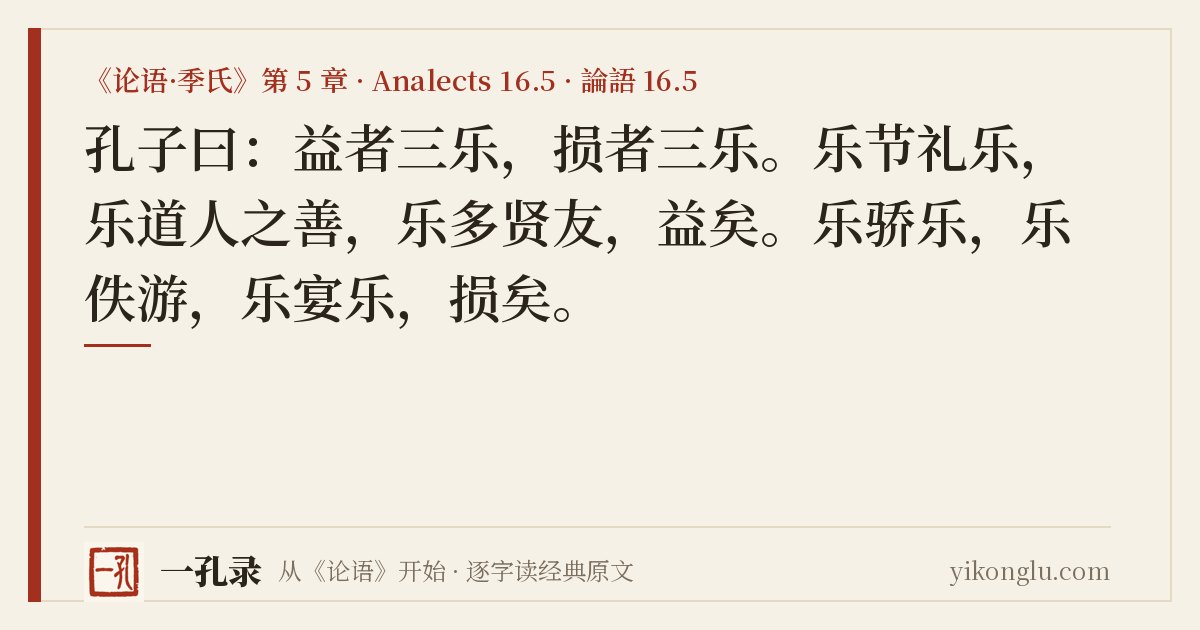 《论语·季氏》第 5 章 · Analects 16.5 · 論語 16.5
孔子曰：益者三乐，损者三乐。乐节礼乐，
乐道人之善，乐多贤友，益矣。乐骄乐，乐
佚游，乐宴乐，损矣。
一孔
一孔录 从《论语》开始 · 逐字读经典原文 yikonglu.com